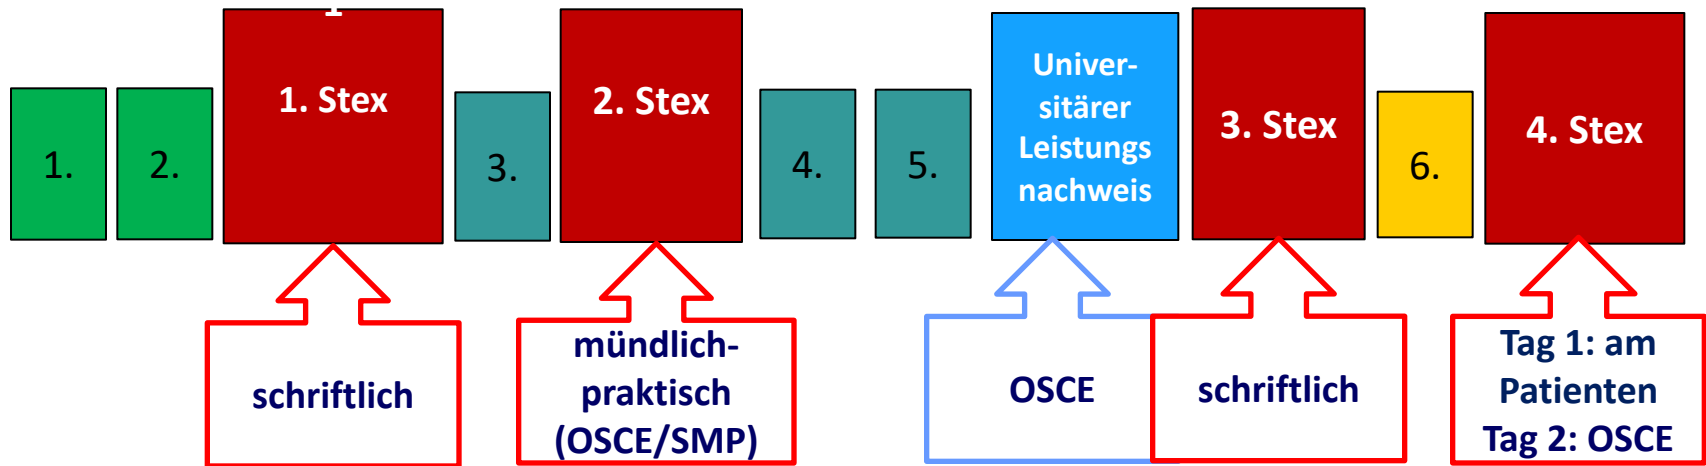 1
1.
2.
1. Stex
3.
2. Stex
4.
5.
Univer-
sitärer
Leistungs
nachweis
3. Stex
6.
4. Stex
schriftlich
mündlich-
praktisch
(OSCE/SMP)
OSCE
schriftlich
Tag 1: am
Patienten
Tag 2: OSCE